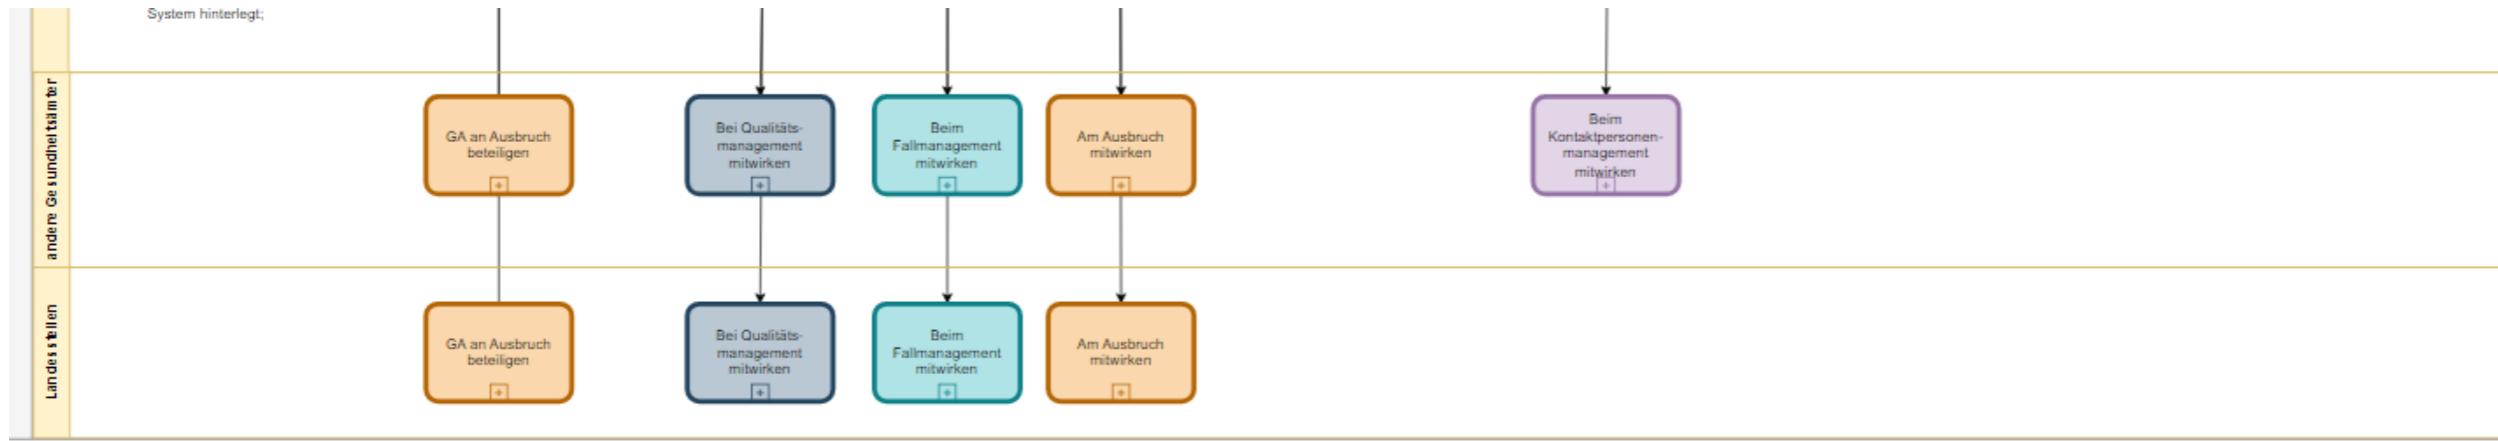 System hinterlegt;
andere Gesundheitsämter
GA an Ausbruch
beteiligen
Bei Qualitäts-
management
mitwirken
Beim
Fallmanagement
mitwirken
Am Ausbruch
mitwirken
Beim
Kontaktpersonen-
management
mitwirken
Landesstellen
GA an Ausbruch
beteiligen
Bei Qualitäts-
management
mitwirken
Beim
Fallmanagement
mitwirken
Am Ausbruch
mitwirken